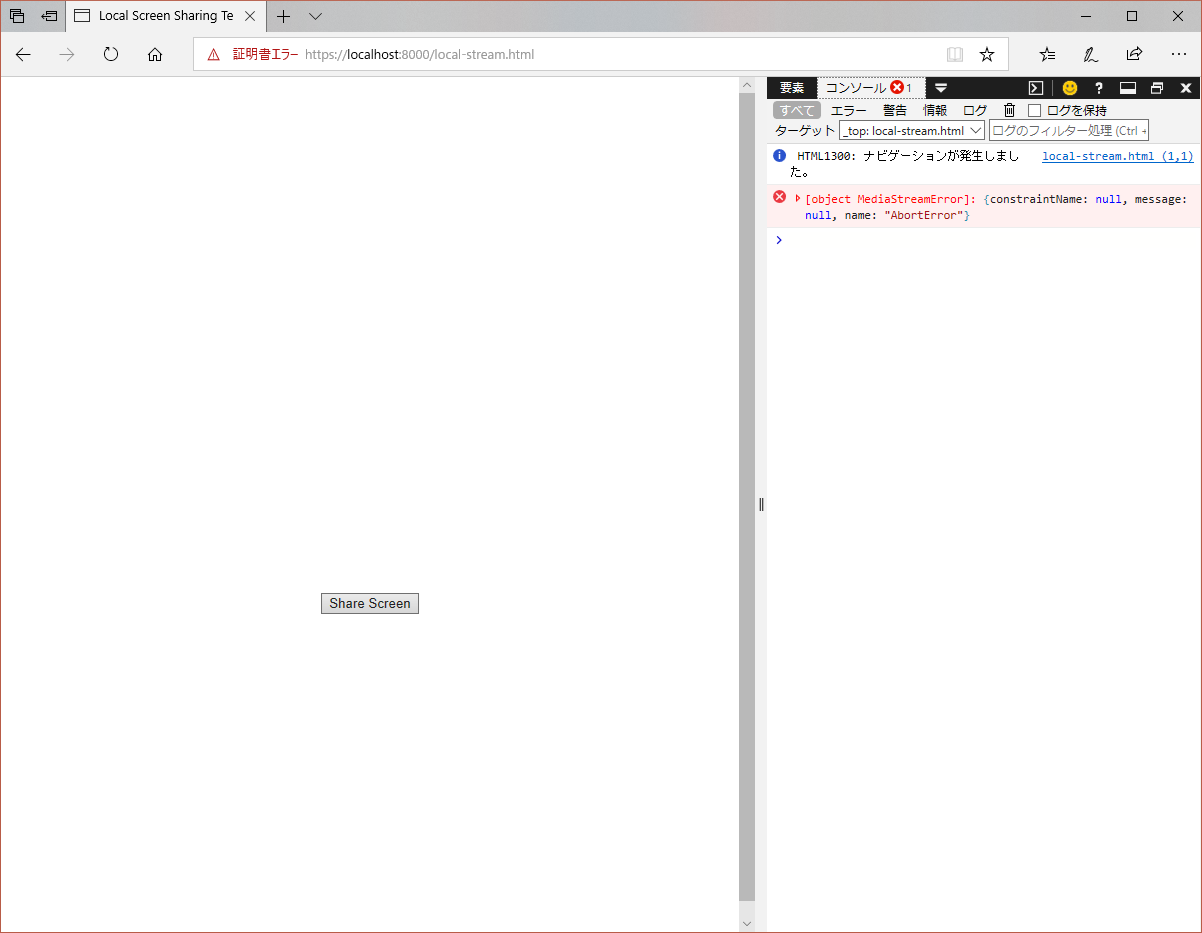 Local Screen Sharing Te
証明書エラー https://localhost:8000/local-stream.html
要素 コンソール 1 ?
すべて エラー 警告 情報 ログ ログを保持
ターゲット _top: local-stream.html ログのフィルター処理 (Ctrl +
HTML1300: ナビゲーションが発生しまし local-stream.html (1,1)
た。
[object MediaStreamError]: {constraintName: null, message:
null, name: "AbortError"}
Share Screen